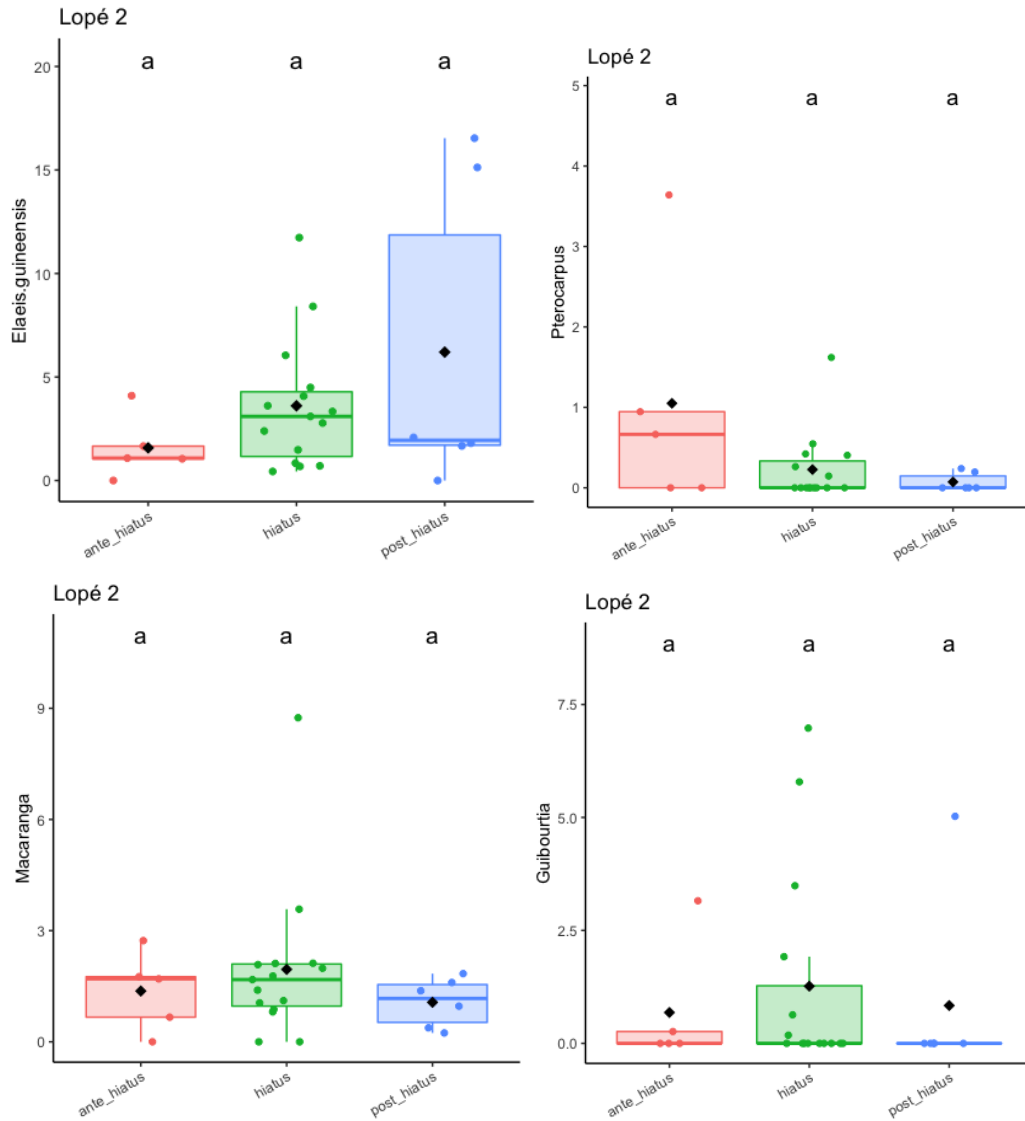 Lopé 2
a a a
20
15
10
5
0
Elaeis.guineensis
ante_hiatus hiatus post_hiatus
Lopé 2
a a a
5
4
3
2
1
0
Pterocarpus
ante_hiatus hiatus post_hiatus
Lopé 2
a a a
9
6
3
0
Macaranga
ante_hiatus hiatus post_hiatus
Lopé 2
a a a
7.5
5.0
2.5
0.0
Guibourtia
ante_hiatus hiatus post_hiatus